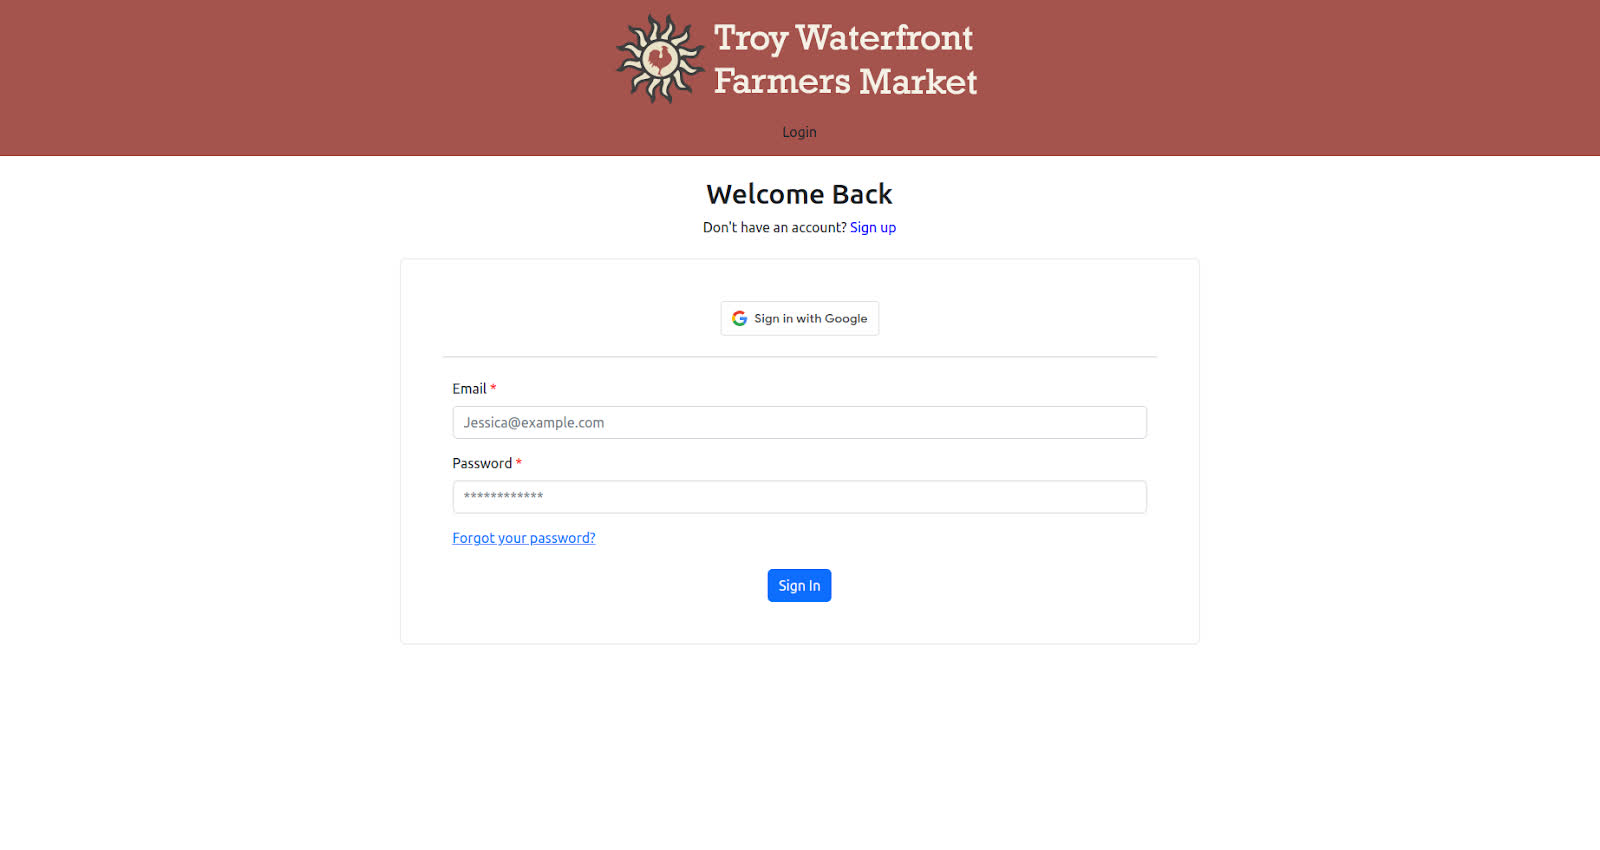 Troy Waterfront
Farmers Market
Login
Welcome Back
Don't have an account? Sign up
Sign in with Google
Email *
Jessica@example.com
Password *
************
Forgot your password?
Sign In